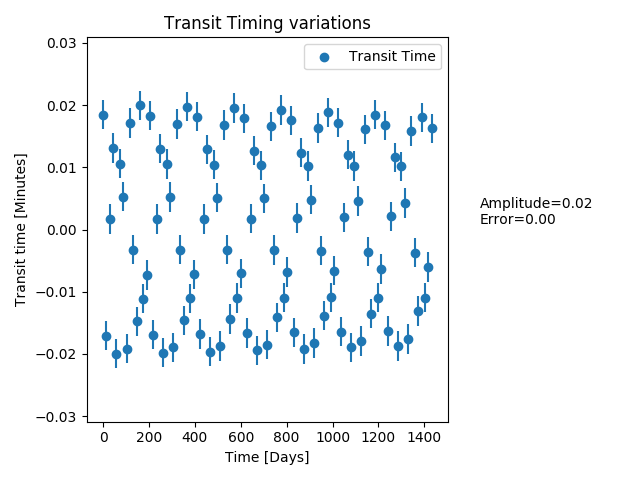 Transit Timing variations
Transit Time
0.03
0.02
0.01
0.00
−0.01
−0.02
−0.03
Transit time [Minutes]
0 200 400 600 800 1000 1200 1400
Time [Days]
Amplitude=0.02
Error=0.00